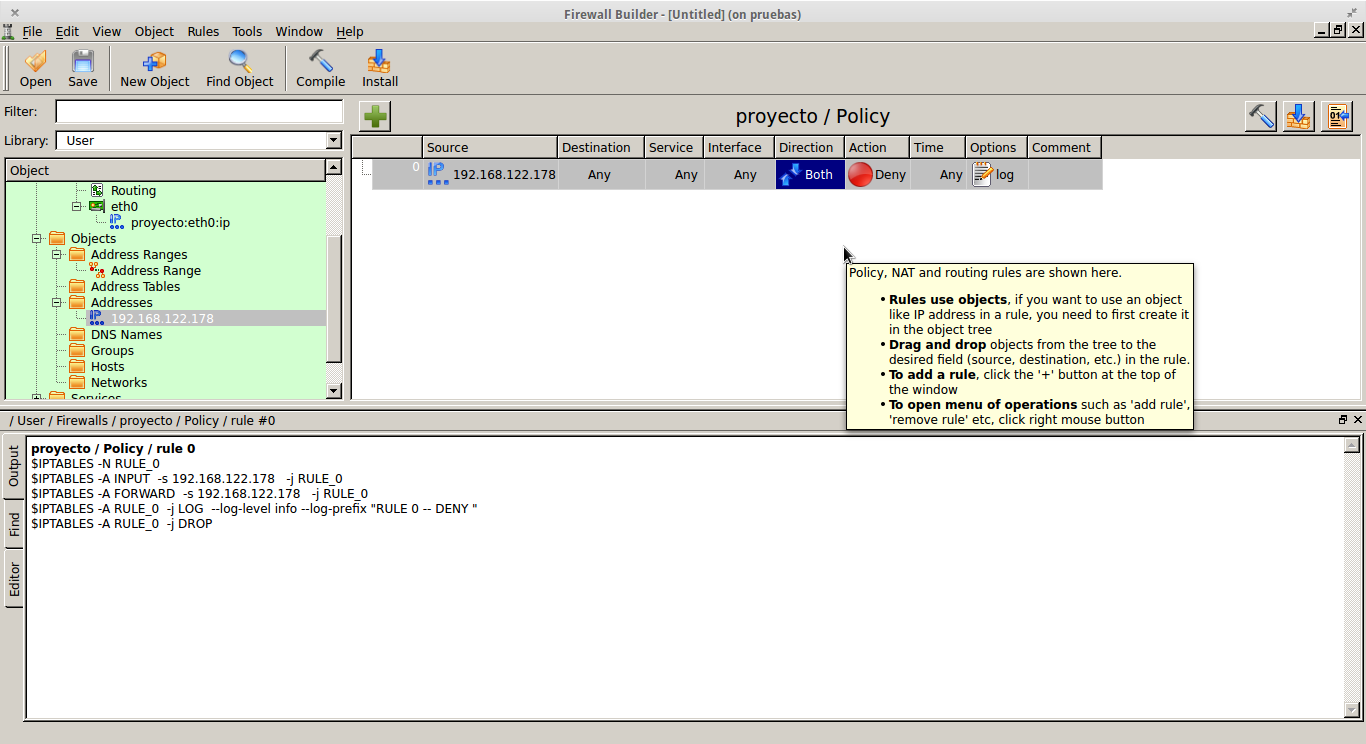 Firewall Builder - [Untitled] (on pruebas)
File Edit View Object Rules Tools Window Help
Open Save New Object Find Object Compile Install
Filter:
Library: User
proyecto / Policy
Object
Routing
eth0
proyecto:eth0:ip
Objects
Address Ranges
Address Range
Address Tables
Addresses
192.168.122.178
DNS Names
Groups
Hosts
Networks
Services
Source Destination Service Interface Direction Action Time Options Comment
0 192.168.122.178 Any Any Any Both Deny Any log
Policy, NAT and routing rules are shown here.
• Rules use objects, if you want to use an object
like IP address in a rule, you need to first create it
in the object tree
• Drag and drop objects from the tree to the
desired field (source, destination, etc.) in the rule.
• To add a rule, click the '+' button at the top of
the window
• To open menu of operations such as 'add rule',
'remove rule' etc, click right mouse button
/ User / Firewalls / proyecto / Policy / rule #0
Output
Find
Editor
proyecto / Policy / rule 0
$IPTABLES -N RULE_0
$IPTABLES -A INPUT  -s 192.168.122.178   -j RULE_0
$IPTABLES -A FORWARD  -s 192.168.122.178   -j RULE_0
$IPTABLES -A RULE_0  -j LOG  --log-level info --log-prefix "RULE 0 -- DENY "
$IPTABLES -A RULE_0  -j DROP